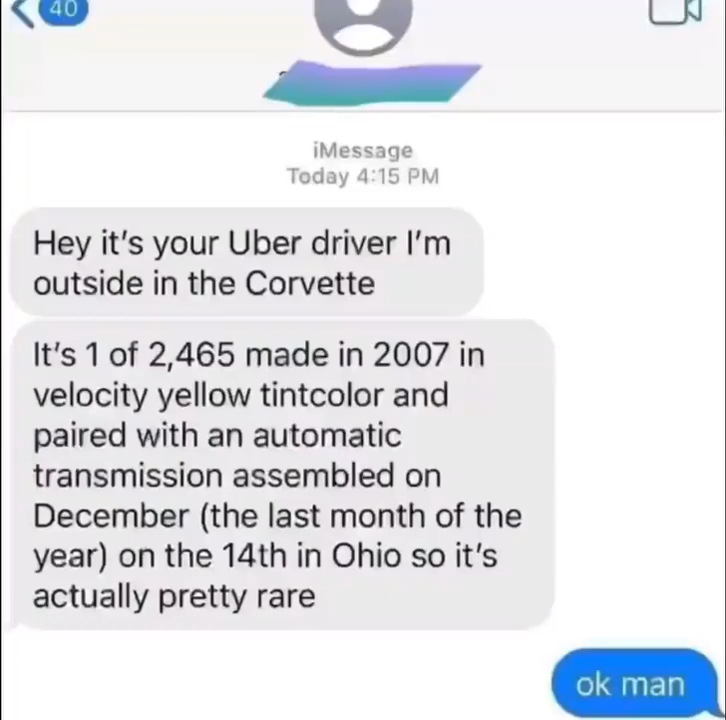 40
iMessage
Today 4:15 PM
Hey it's your Uber driver I'm
outside in the Corvette
It's 1 of 2,465 made in 2007 in
velocity yellow tintcolor and
paired with an automatic
transmission assembled on
December (the last month of the
year) on the 14th in Ohio so it's
actually pretty rare
ok man